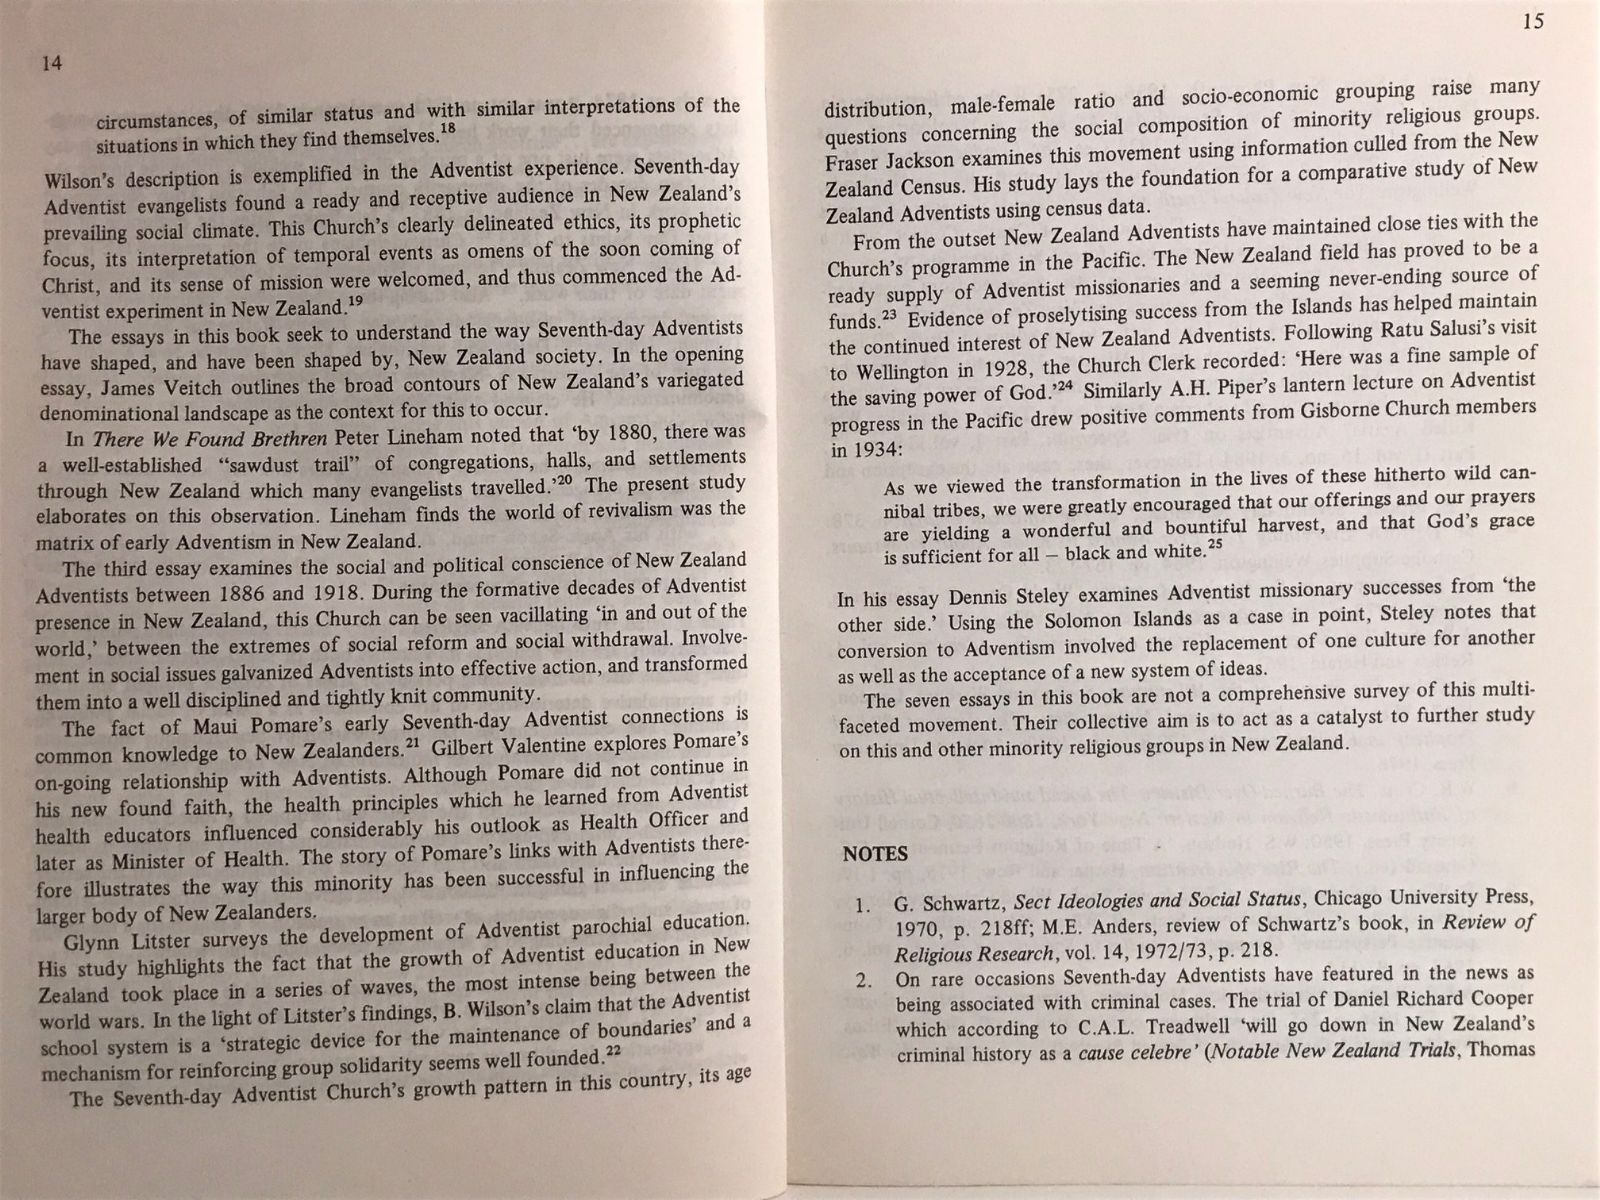 14
circumstances, of similar status and with similar interpretations of the
situations in which they find themselves.18
Wilson's description is exemplified in the Adventist experience. Seventh-day
Adventist evangelists found a ready and receptive audience in New Zealand's
prevailing social climate. This Church's clearly delineated ethics, its prophetic
focus, its interpretation of temporal events as omens of the soon coming of
Christ, and its sense of mission were welcomed, and thus commenced the Ad-
ventist experiment in New Zealand.19
The essays in this book seek to understand the way Seventh-day Adventists
have shaped, and have been shaped by, New Zealand society. In the opening
essay, James Veitch outlines the broad contours of New Zealand's variegated
denominational landscape as the context for this to occur.
In There We Found Brethren Peter Lineham noted that 'by 1880, there was
a well-established "sawdust trail" of congregations, halls, and settlements
through New Zealand which many evangelists travelled.'20 The present study
elaborates on this observation. Lineham finds the world of revivalism was the
matrix of early Adventism in New Zealand.
The third essay examines the social and political conscience of New Zealand
Adventists between 1886 and 1918. During the formative decades of Adventist
presence in New Zealand, this Church can be seen vacillating 'in and out of the
world,' between the extremes of social reform and social withdrawal. Involve-
ment in social issues galvanized Adventists into effective action, and transformed
them into a well disciplined and tightly knit community.
The fact of Maui Pomare's early Seventh-day Adventist connections is
common knowledge to New Zealanders.21 Gilbert Valentine explores Pomare's
on-going relationship with Adventists. Although Pomare did not continue in
his new found faith, the health principles which he learned from Adventist
health educators influenced considerably his outlook as Health Officer and
later as Minister of Health. The story of Pomare's links with Adventists there-
fore illustrates the way this minority has been successful in influencing the
larger body of New Zealanders.
Glynn Litster surveys the development of Adventist parochial education.
His study highlights the fact that the growth of Adventist education in New
Zealand took place in a series of waves, the most intense being between the
world wars. In the light of Litster's findings, B. Wilson's claim that the Adventist
school system is a 'strategic device for the maintenance of boundaries' and a
mechanism for reinforcing group solidarity seems well founded.22
The Seventh-day Adventist Church's growth pattern in this country, its age
15
distribution, male-female ratio and socio-economic grouping raise many
questions concerning the social composition of minority religious groups.
Fraser Jackson examines this movement using information culled from the New
Zealand Census. His study lays the foundation for a comparative study of New
Zealand Adventists using census data.
From the outset New Zealand Adventists have maintained close ties with the
Church's programme in the Pacific. The New Zealand field has proved to be a
ready supply of Adventist missionaries and a seeming never-ending source of
funds.23 Evidence of proselytising success from the Islands has helped maintain
the continued interest of New Zealand Adventists. Following Ratu Salusi's visit
to Wellington in 1928, the Church Clerk recorded: 'Here was a fine sample of
the saving power of God.'24 Similarly A.H. Piper's lantern lecture on Adventist
progress in the Pacific drew positive comments from Gisborne Church members
in 1934:
As we viewed the transformation in the lives of these hitherto wild can-
nibal tribes, we were greatly encouraged that our offerings and our prayers
are yielding a wonderful and bountiful harvest, and that God's grace
is sufficient for all – black and white.25
In his essay Dennis Steley examines Adventist missionary successes from 'the
other side.' Using the Solomon Islands as a case in point, Steley notes that
conversion to Adventism involved the replacement of one culture for another
as well as the acceptance of a new system of ideas.
The seven essays in this book are not a comprehensive survey of this multi-
faceted movement. Their collective aim is to act as a catalyst to further study
on this and other minority religious groups in New Zealand.
NOTES
1. G. Schwartz, Sect Ideologies and Social Status, Chicago University Press,
1970, p. 218ff; M.E. Anders, review of Schwartz's book, in Review of
Religious Research, vol. 14, 1972/73, p. 218.
2. On rare occasions Seventh-day Adventists have featured in the news as
being associated with criminal cases. The trial of Daniel Richard Cooper
which according to C.A.L. Treadwell 'will go down in New Zealand's
criminal history as a cause celebre' (Notable New Zealand Trials, Thomas